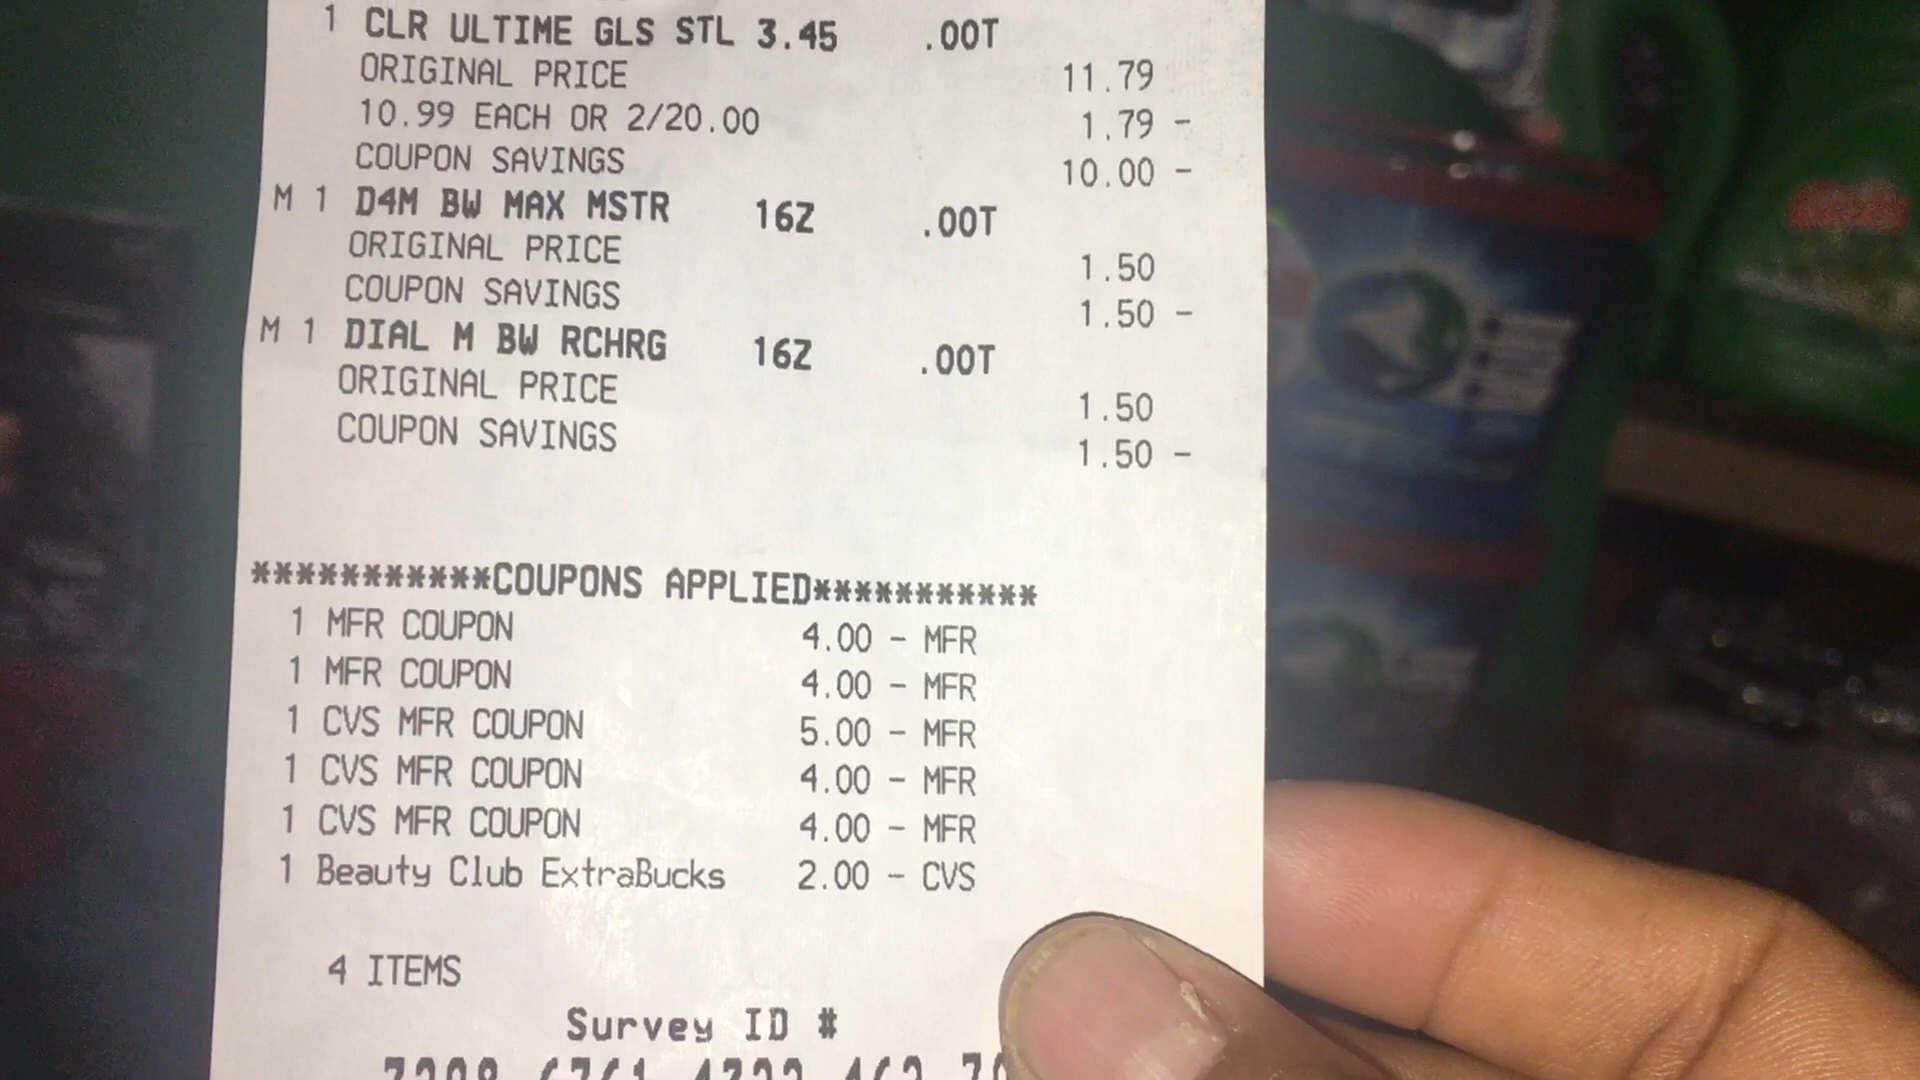 1 CLR ULTIME GLS STL 3.45 .00T
ORIGINAL PRICE 11.79
10.99 EACH OR 2/20.00 1.79 -
COUPON SAVINGS 10.00 -
M 1 D4M BW MAX MSTR 16Z .00T
ORIGINAL PRICE 1.50
COUPON SAVINGS 1.50 -
M 1 DIAL M BW RCHRG 16Z .00T
ORIGINAL PRICE 1.50
COUPON SAVINGS 1.50 -
***********COUPONS APPLIED***********
1 MFR COUPON 4.00 - MFR
1 MFR COUPON 4.00 - MFR
1 CVS MFR COUPON 5.00 - MFR
1 CVS MFR COUPON 4.00 - MFR
1 CVS MFR COUPON 4.00 - MFR
1 Beauty Club ExtraBucks 2.00 - CVS
4 ITEMS
Survey ID #